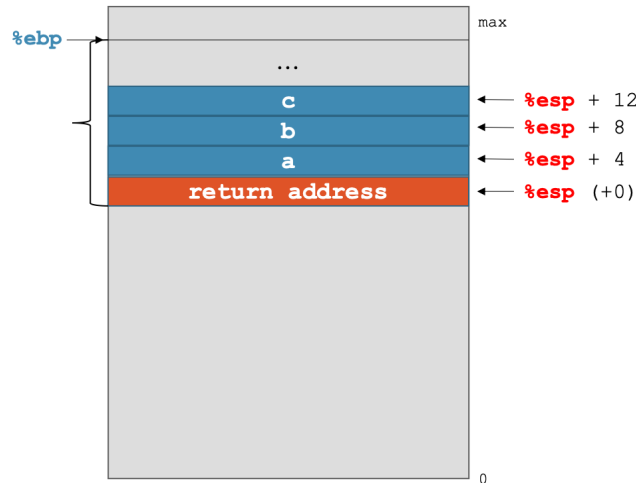 max
%ebp
...
c
%esp + 12
b
%esp + 8
a
%esp + 4
return address
%esp (+0)
0